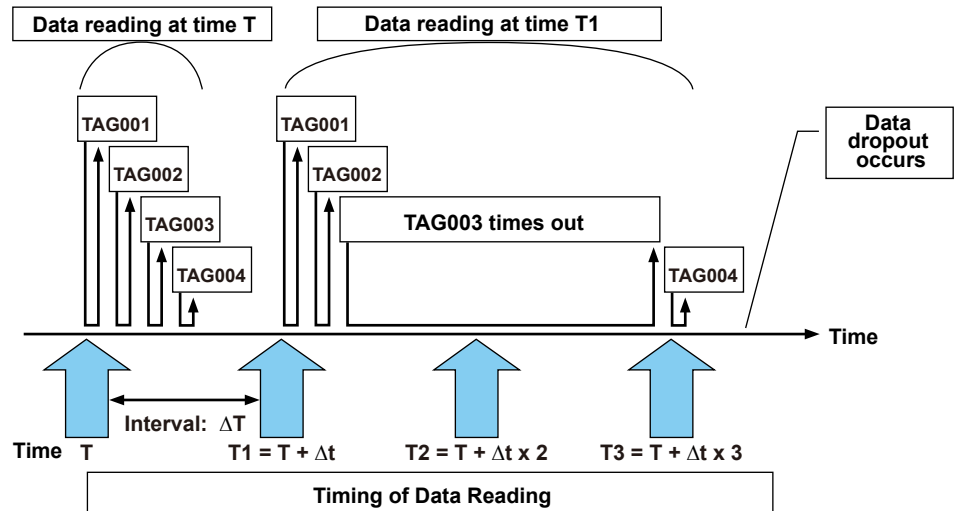 Data reading at time T
Data reading at time T1
TAG001
TAG002
TAG003
TAG004
TAG001
TAG002
TAG003 times out
TAG004
Data
dropout
occurs
Time
Interval: ΔT
Time
T
T1 = T + Δt
T2 = T + Δt x 2
T3 = T + Δt x 3
Timing of Data Reading